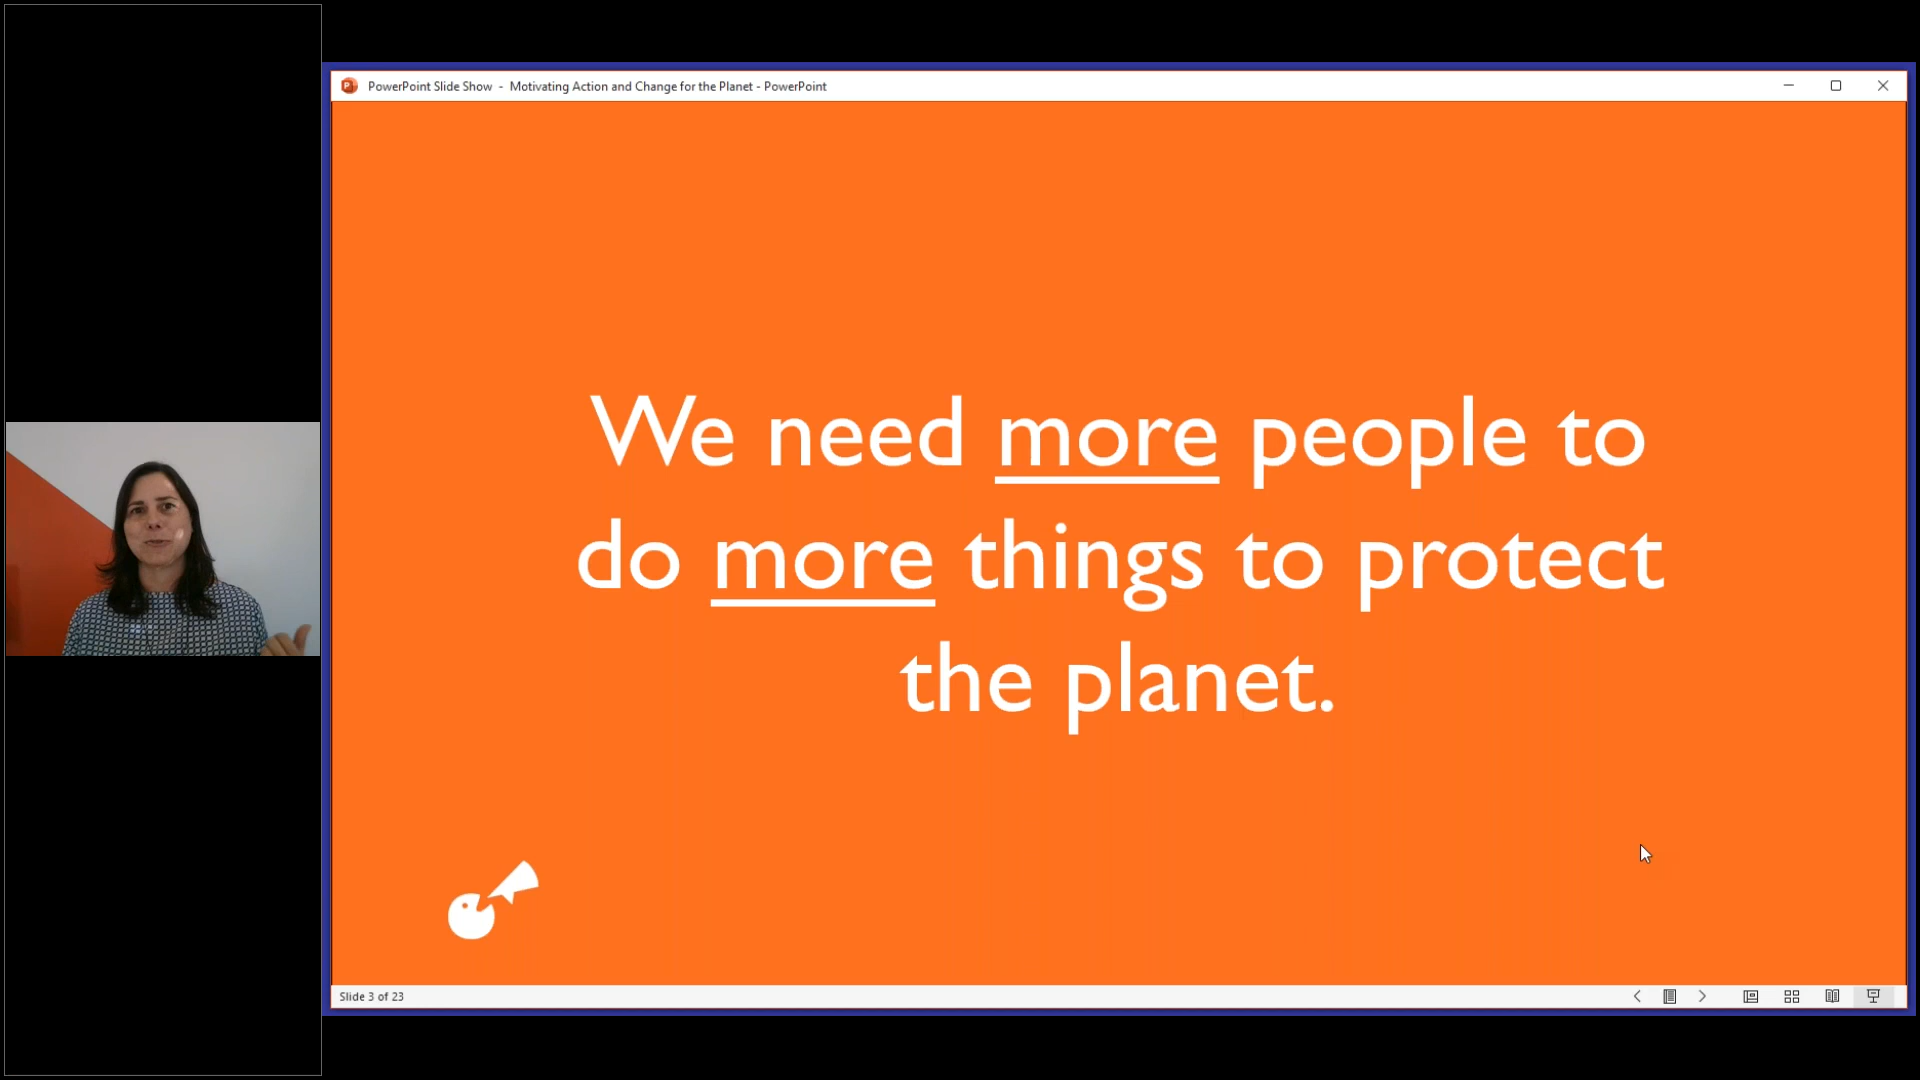 PowerPoint Slide Show - Motivating Action and Change for the Planet - PowerPoint
We need more people to
do more things to protect
the planet.
Slide 3 of 23